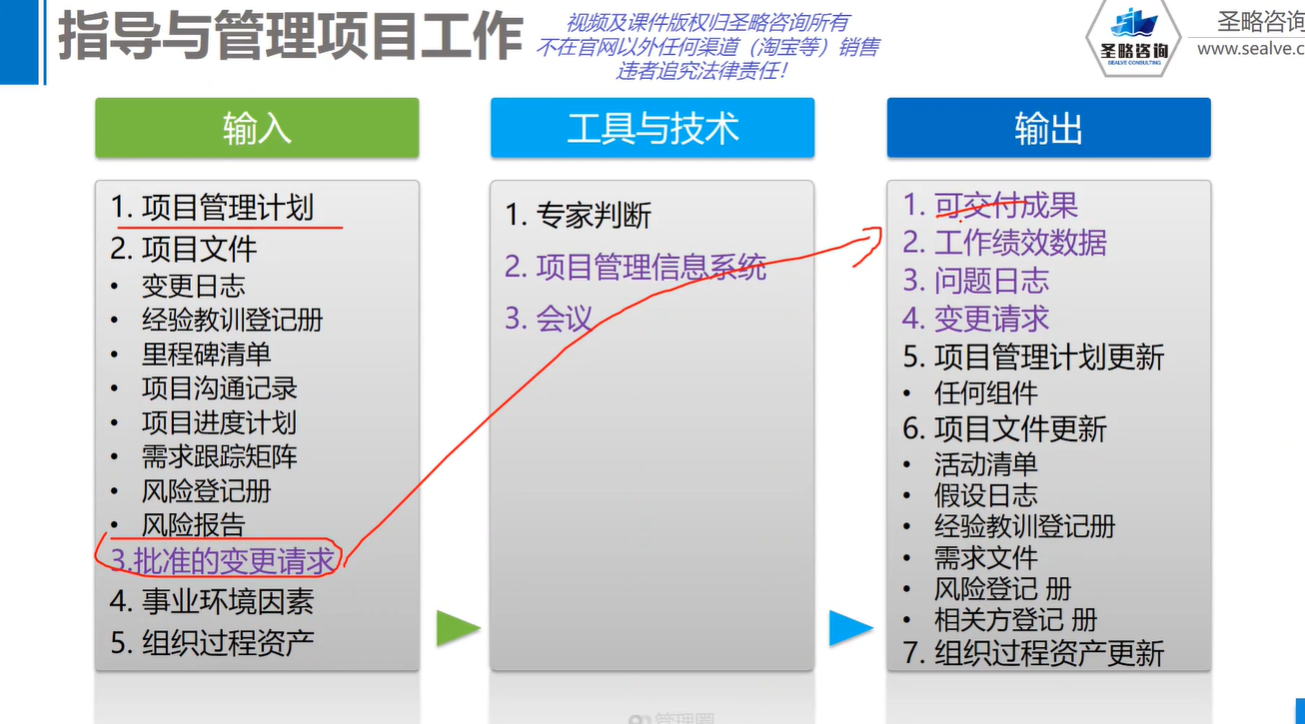 指导与管理项目工作
视频及课件版权归圣略咨询所有
不在官网以外任何渠道（淘宝等）销售
违者追究法律责任！
圣略咨询
SEALVE CONSULTING
圣略咨询
www.sealve.c
输入
1. 项目管理计划
2. 项目文件
• 变更日志
• 经验教训登记册
• 里程碑清单
• 项目沟通记录
• 项目进度计划
• 需求跟踪矩阵
• 风险登记册
• 风险报告
3.批准的变更请求
4. 事业环境因素
5. 组织过程资产
工具与技术
1. 专家判断
2. 项目管理信息系统
3. 会议
输出
1. 可交付成果
2. 工作绩效数据
3. 问题日志
4. 变更请求
5. 项目管理计划更新
• 任何组件
6. 项目文件更新
• 活动清单
• 假设日志
• 经验教训登记册
• 需求文件
• 风险登记 册
• 相关方登记 册
7. 组织过程资产更新
管理圈